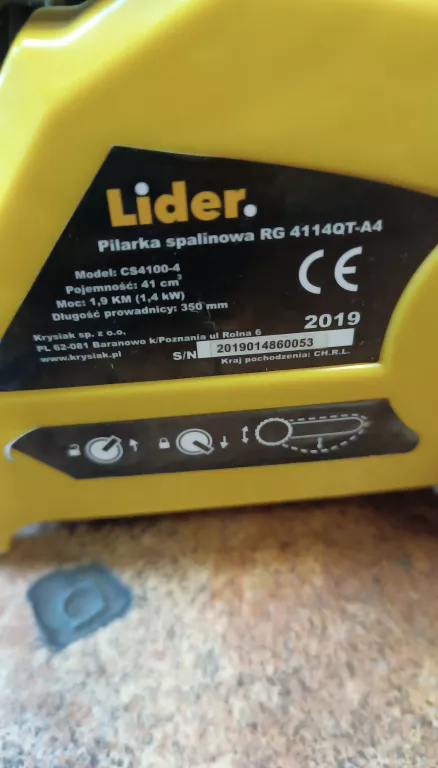 Lider.
Pilarka spalinowa RG 4114QT-A4
Model: CS4100-4
Pojemność: 41 cm³
Moc: 1,9 KM (1,4 kW)
Długość prowadnicy: 350 mm
CE
2019
Krysiak sp. z o.o.
PL 62-081 Baranowo k/Poznania ul Rolna 6
www.krysiak.pl
S/N 2019014860053
Kraj pochodzenia: CH.R.L.